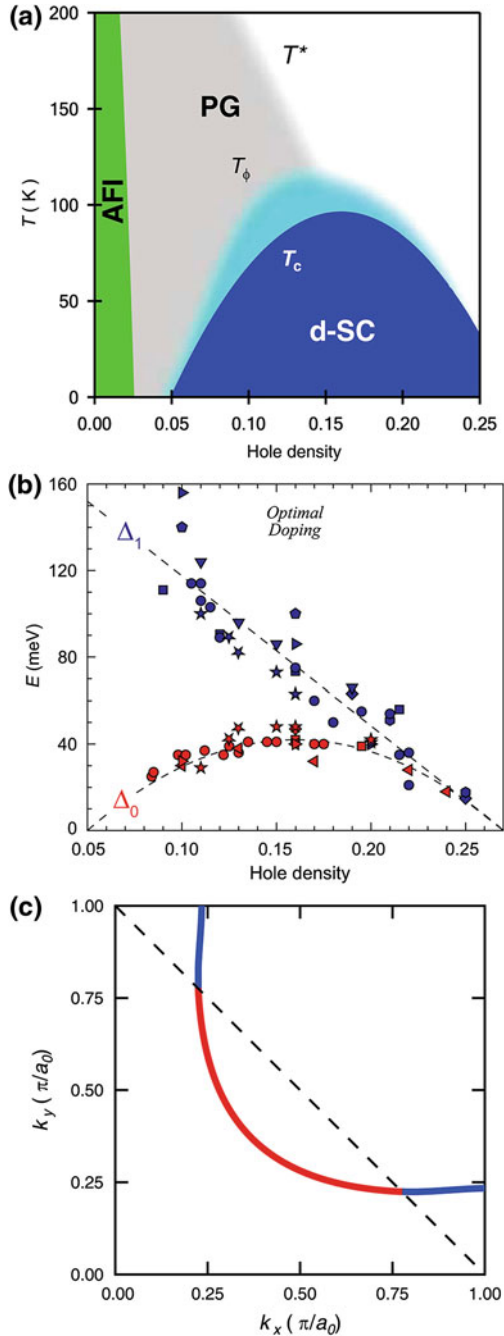 (a)
200
150
100
50
0
T (K)
AFI
PG
T*
Tϕ
Tc
d-SC
0.00 0.05 0.10 0.15 0.20 0.25
Hole density
(b)
160
120
80
40
0
E (meV)
Optimal
Doping
Δ1
Δ0
0.05 0.10 0.15 0.20 0.25
Hole density
(c)
1.00
0.75
0.50
0.25
0.00
ky (π/a0)
0.00 0.25 0.50 0.75 1.00
kx (π/a0)